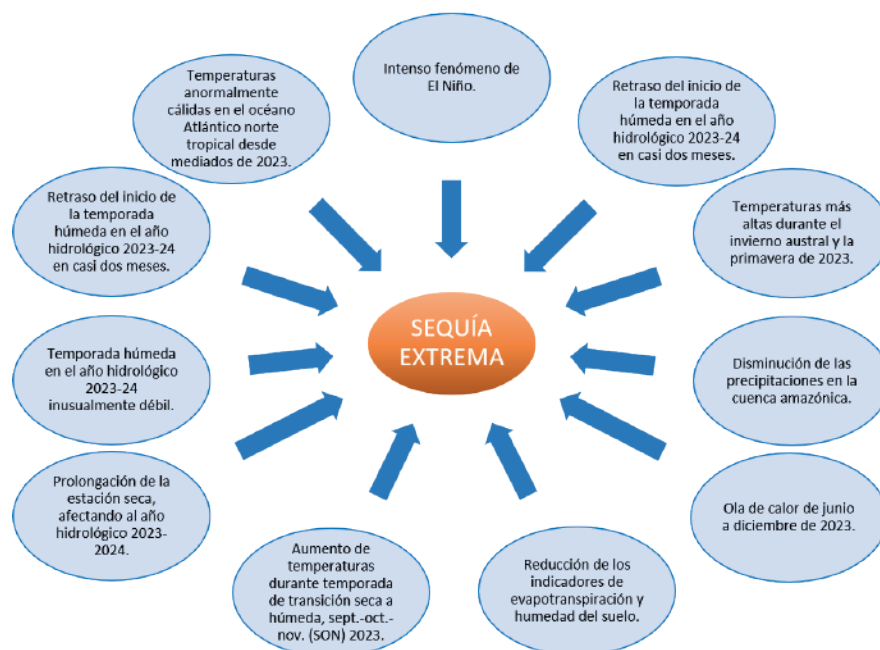 Intenso fenómeno de
El Niño.
Temperaturas
anormalmente
cálidas en el océano
Atlántico norte
tropical desde
mediados de 2023.
Retraso del inicio de
la temporada
húmeda en el año
hidrológico 2023-24
en casi dos meses.
Retraso del inicio de
la temporada
húmeda en el año
hidrológico 2023-24
en casi dos meses.
Temperaturas más
altas durante el
invierno austral y la
primavera de 2023.
SEQUÍA
EXTREMA
Temporada húmeda
en el año hidrológico
2023-24
inusualmente débil.
Disminución de las
precipitaciones en la
cuenca amazónica.
Prolongación de la
estación seca,
afectando al año
hidrológico 2023-
2024.
Ola de calor de junio
a diciembre de 2023.
Aumento de
temperaturas
durante temporada
de transición seca a
húmeda, sept.-oct.-
nov. (SON) 2023.
Reducción de los
indicadores de
evapotranspiración y
humedad del suelo.